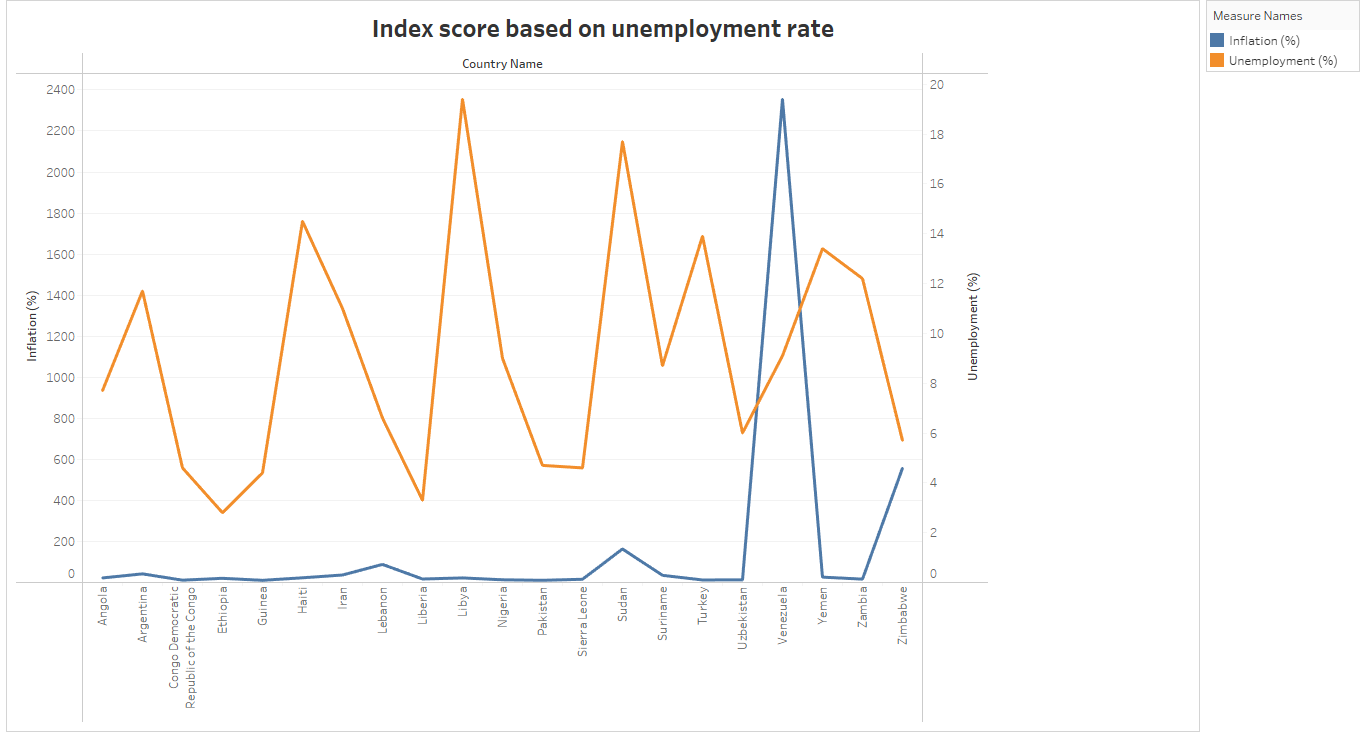 Index score based on unemployment rate
Measure Names
Inflation (%)
Unemployment (%)
Country Name
Inflation (%)
2400
2200
2000
1800
1600
1400
1200
1000
800
600
400
200
0
20
18
16
14
12
10
8
6
4
2
0
Unemployment (%)
Angola
Argentina
Congo Democratic
Republic of the Congo
Ethiopia
Guinea
Haiti
Iran
Lebanon
Liberia
Libya
Nigeria
Pakistan
Sierra Leone
Sudan
Suriname
Turkey
Uzbekistan
Venezuela
Yemen
Zambia
Zimbabwe